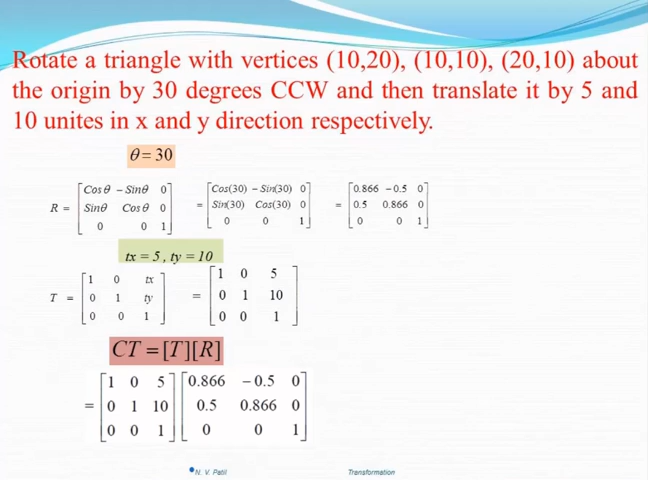 Rotate a triangle with vertices (10,20), (10,10), (20,10) about
the origin by 30 degrees CCW and then translate it by 5 and
10 unites in x and y direction respectively.
θ = 30
R = [Cos θ − Sinθ 0] = [Cos(30) − Sin(30) 0] = [0.866 −0.5 0]
[Sinθ Cos θ 0] [Sin(30) Cos(30) 0] [0.5 0.866 0]
[0 0 1] [0 0 1] [0 0 1]
tx = 5 , ty = 10
T = [1 0 tx] = [1 0 5]
[0 1 ty] [0 1 10]
[0 0 1] [0 0 1]
CT = [T][R]
= [1 0 5] [0.866 − 0.5 0]
[0 1 10] [0.5 0.866 0]
[0 0 1] [0 0 1]
•N. V. Patil Transformation